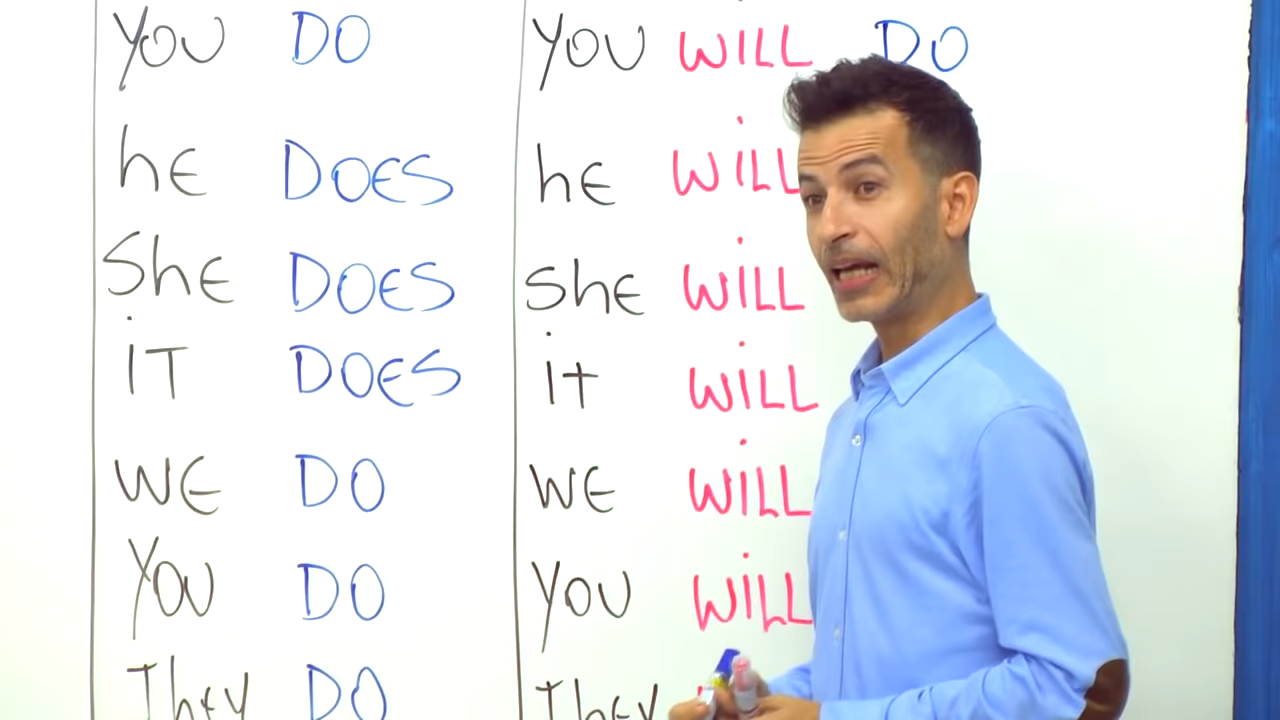 YOU DO YOU WiLL DO
hE DOES hE WiLL
ShE DOES ShE WiLL
iT DOES it WiLL
WE DO WE WiLL
YOU DO YOU WiLL
ThEY DO ThEY